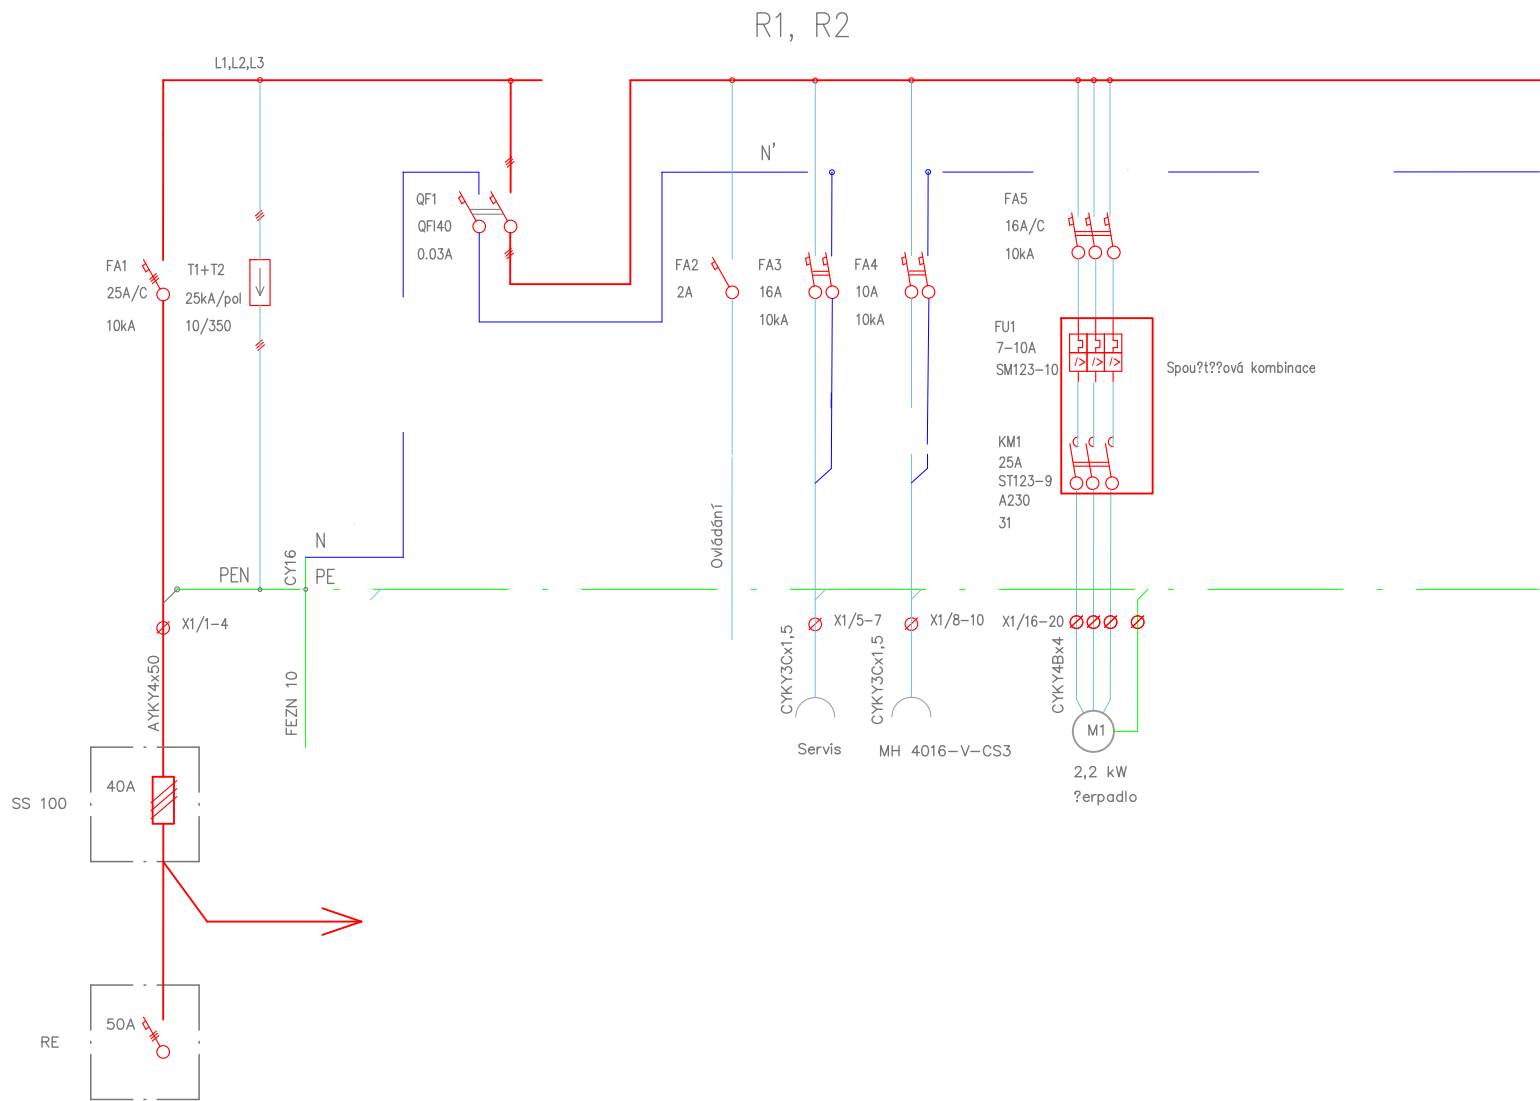 R1, R2
L1,L2,L3
N'
QF1
QFI40
0.03A
FA5
16A/C
10kA
FA1
25A/C
10kA
T1+T2
25kA/pol
10/350
FA2
2A
FA3
16A
10kA
FA4
10A
10kA
FU1
7-10A
SM123-10
Spou?t??ová kombinace
KM1
25A
ST123-9
A230
31
Ovládání
N
CY16
PEN
PE
X1/1-4
X1/5-7
X1/8-10
X1/16-20
AYKY4x50
FEZN 10
CYKY3Cx1,5
CYKY3Cx1,5
CYKY4Bx4
M1
Servis
MH 4016-V-CS3
2,2 kW
?erpadlo
40A
SS 100
50A
RE